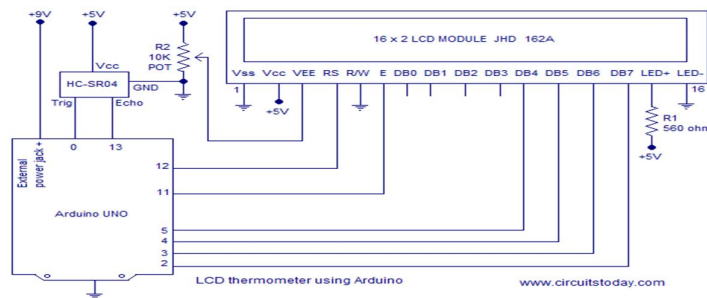 +9V +5V +5V
R2
10K
POT
Vcc
HC-SR04
GND
Trig Echo
0 13
External
power jack +
Arduino UNO
12
11
5
4
3
2
16 x 2 LCD MODULE JHD 162A
Vss Vcc VEE RS R/W E DB0 DB1 DB2 DB3 DB4 DB5 DB6 DB7 LED+ LED-
1 16
+5V
R1
560 ohm
+5V
LCD thermometer using Arduino
www.circuitstoday.com